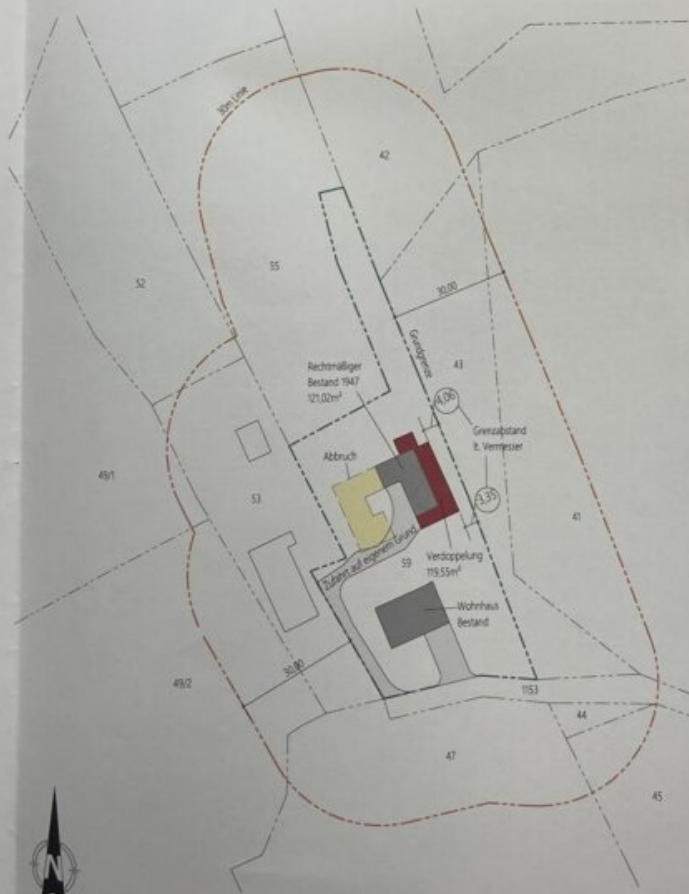 30m Linie
42
55
52
30,00
Grundgrenze
43
Rechtmäßiger
Bestand 1947
121,02m²
4,06
Grenzabstand
lt. Vermesser
Abbruch
49/1
53
3,35
41
Zufahrt auf eigenem Grund
59
Verdoppelung
119,55m²
Wohnhaus
Bestand
30,00
49/2
1153
44
47
45
N